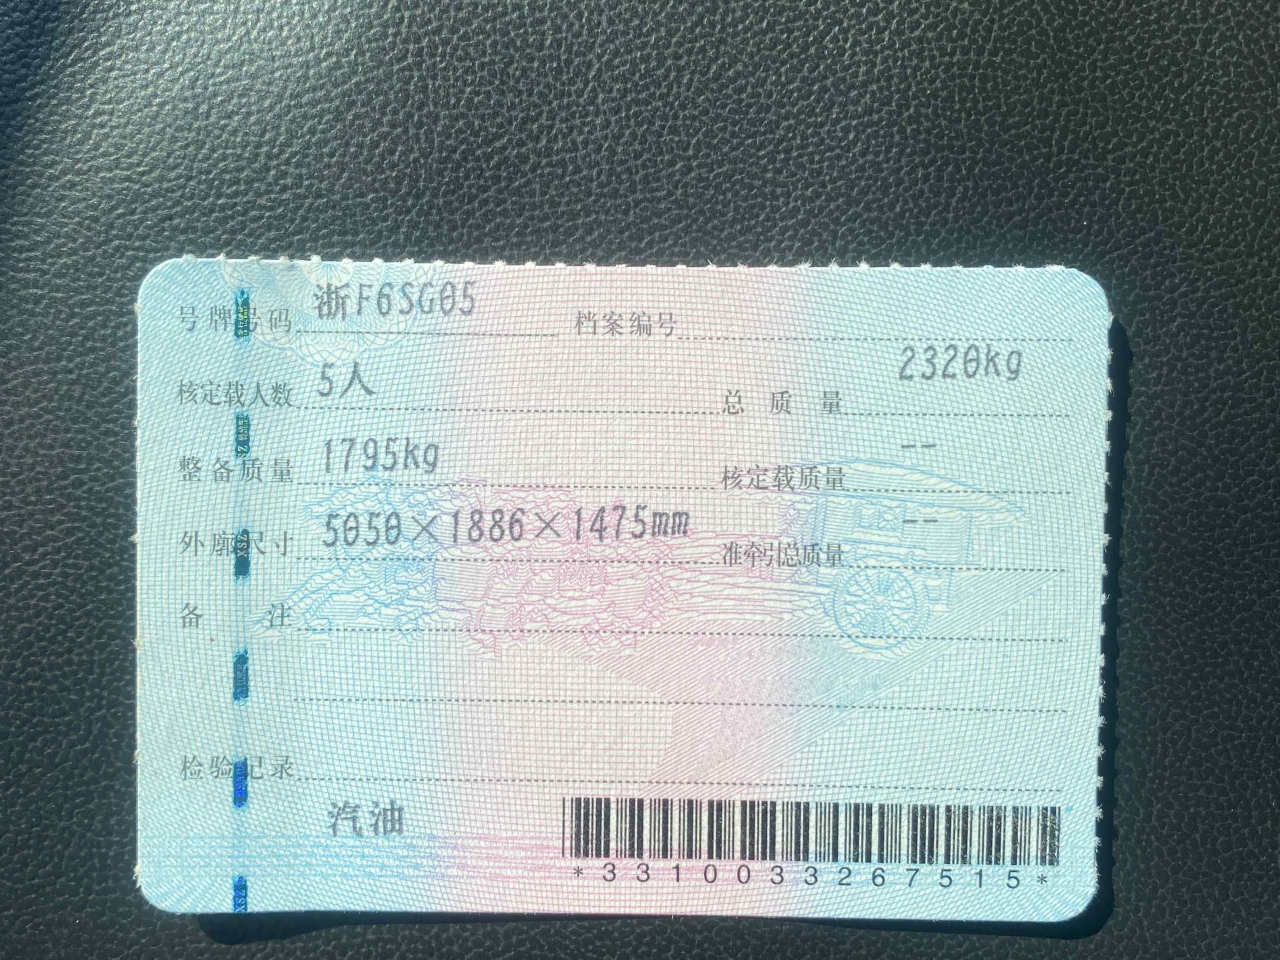 号牌号码 浙F6SG05 档案编号
核定载人数 5人 总质量 2320kg
整备质量 1795kg 核定载质量 --
外廓尺寸 5050×1886×1475mm 准牵引总质量 --
备注
检验记录
汽油
*3310033267515*